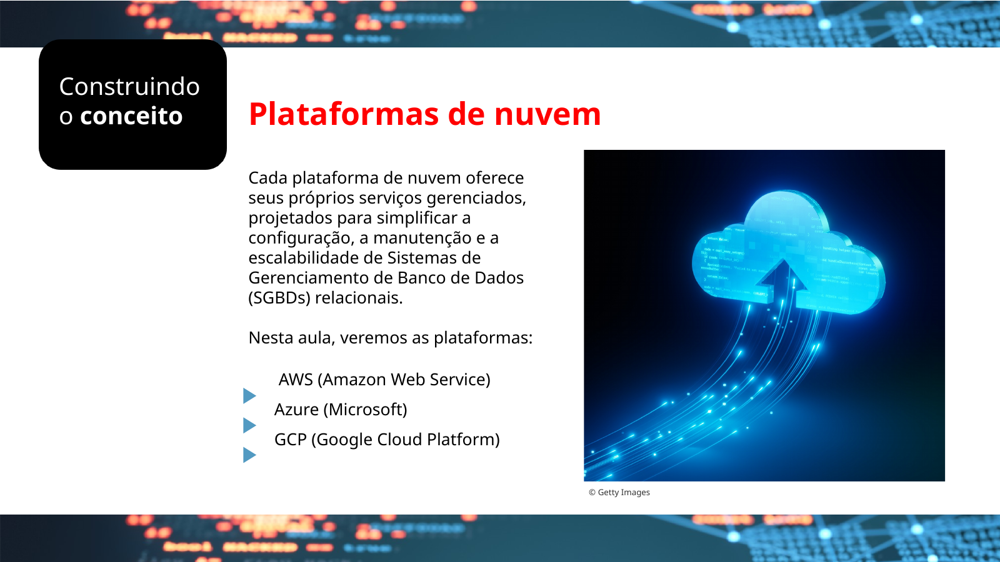 Construindo
o conceito
Plataformas de nuvem
Cada plataforma de nuvem oferece
seus próprios serviços gerenciados,
projetados para simplificar a
configuração, a manutenção e a
escalabilidade de Sistemas de
Gerenciamento de Banco de Dados
(SGBDs) relacionais.
Nesta aula, veremos as plataformas:
AWS (Amazon Web Service)
Azure (Microsoft)
GCP (Google Cloud Platform)
© Getty Images